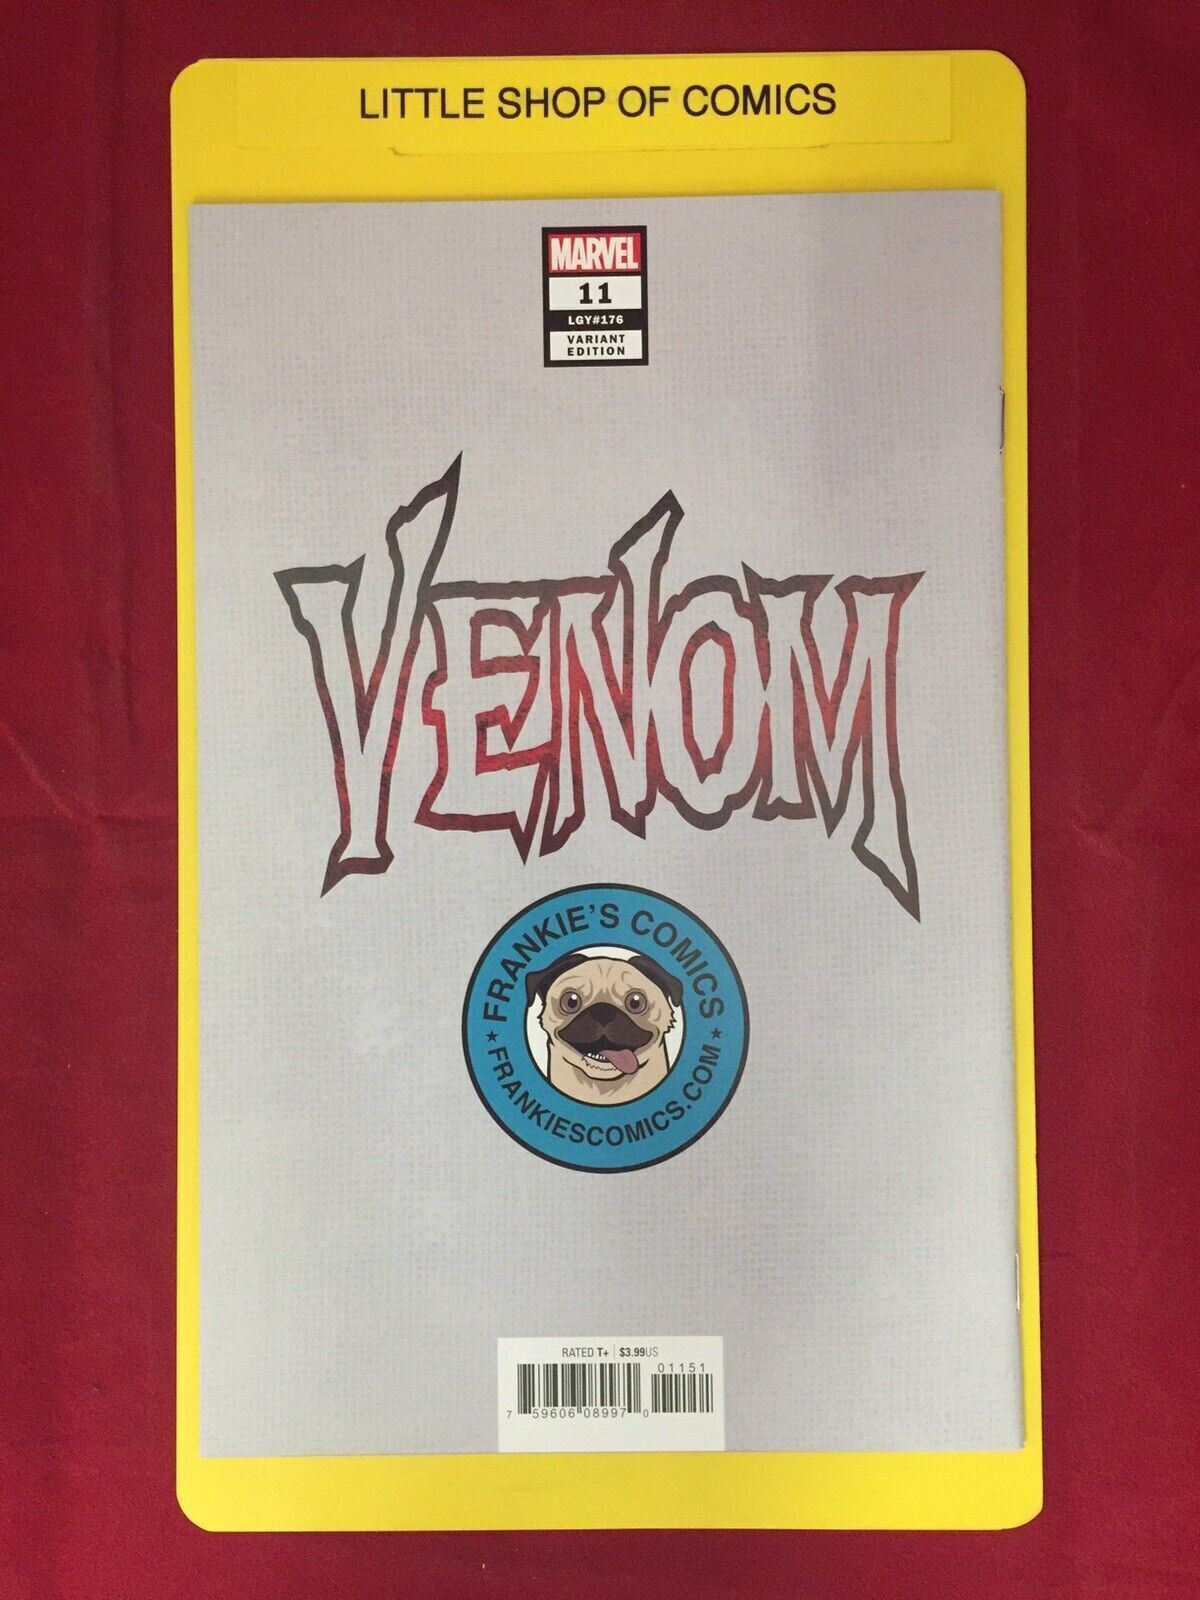 LITTLE SHOP OF COMICS
MARVEL
11
LGY#176
VARIANT
EDITION
VENOM
FRANKIE'S COMICS
★ FRANKIESCOMICS.COM ★
RATED T+ | $3.99US
01151
7 59606 08997 0